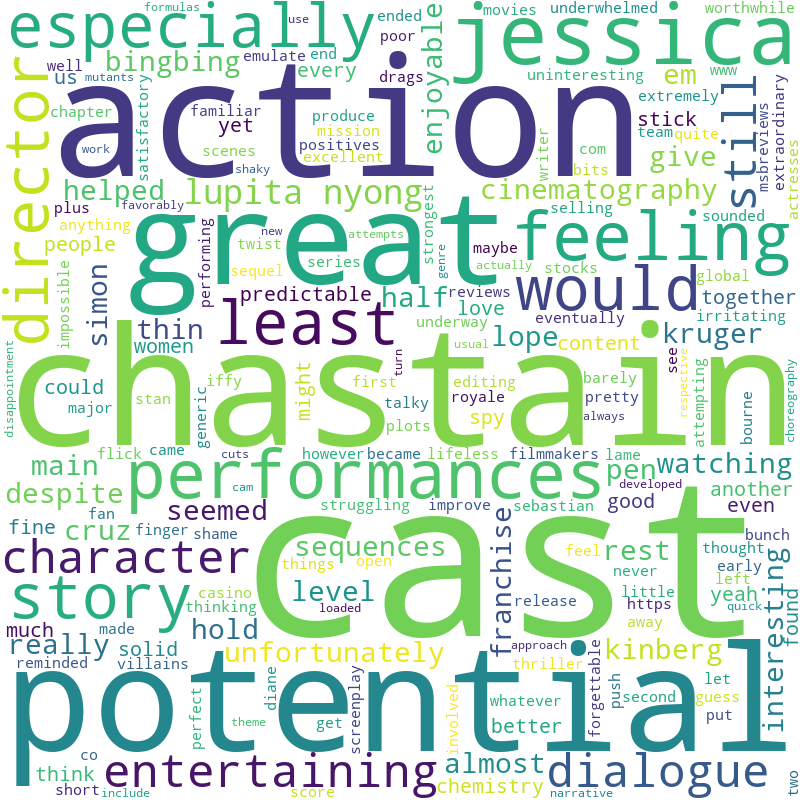 formulas
especially
jessica
movies
underwhelmed
worthwhile
well
bingbing
emulate
end
ended
poor
use
us
mutants
every
drags
enjoyable
uninteresting
em
www
director
action
satisfactory
familiar
produce
extremely
still
msbreviews
extraordinary
actresses
yet
mission
positives
stick
team
quite
work
scenes
excellent
shaky
writer
com
bits
give
helped
lupita nyong
cinematography
plus
favorably
strongest
selling
sounded
people
anything
great
new
twist
attempts
feeling
performing
series
genre
maybe
actually
stocks
global
impossible
simon
sequel
predictable
half
reviews
would
together
love
eventually
irritating
thin
least
underway
lope
content
kruger
women
turn
usual
see
disappointment
chastain
first
editing
barely
respective
attempting
bourne
choreography
could
stan
iffy
might
talky
royale
spy
pretty
major
generic
plots
always
flick
came
cuts
however
became
lifeless
filmmakers
lame
main
performances
pen
watching
cam
developed
another
despite
seemed
struggling
improve
sebastian
good
even
fan
fine
cruz
finger
shame
cast
franchise
bunch
character
sequences
things
open
feel
rest
thought
early
interesting
found
never
left
story
casino
level
release
little
yeah
thinking
loaded
https
quick
much
made
hold
away
really
solid
unfortunately
approach
kinberg
reminded
villains
thriller
forgettable
potential
perfect
diane
screenplay
involved
whatever
push
second
let
guess
theme
get
better
put
co
think
entertaining
almost
dialogue
short
include
score
chemistry
narrative
two